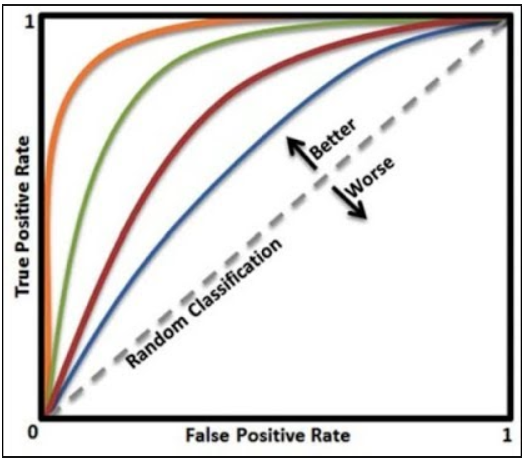 1
True Positive Rate
Better
Worse
Random Classification
0
False Positive Rate
1